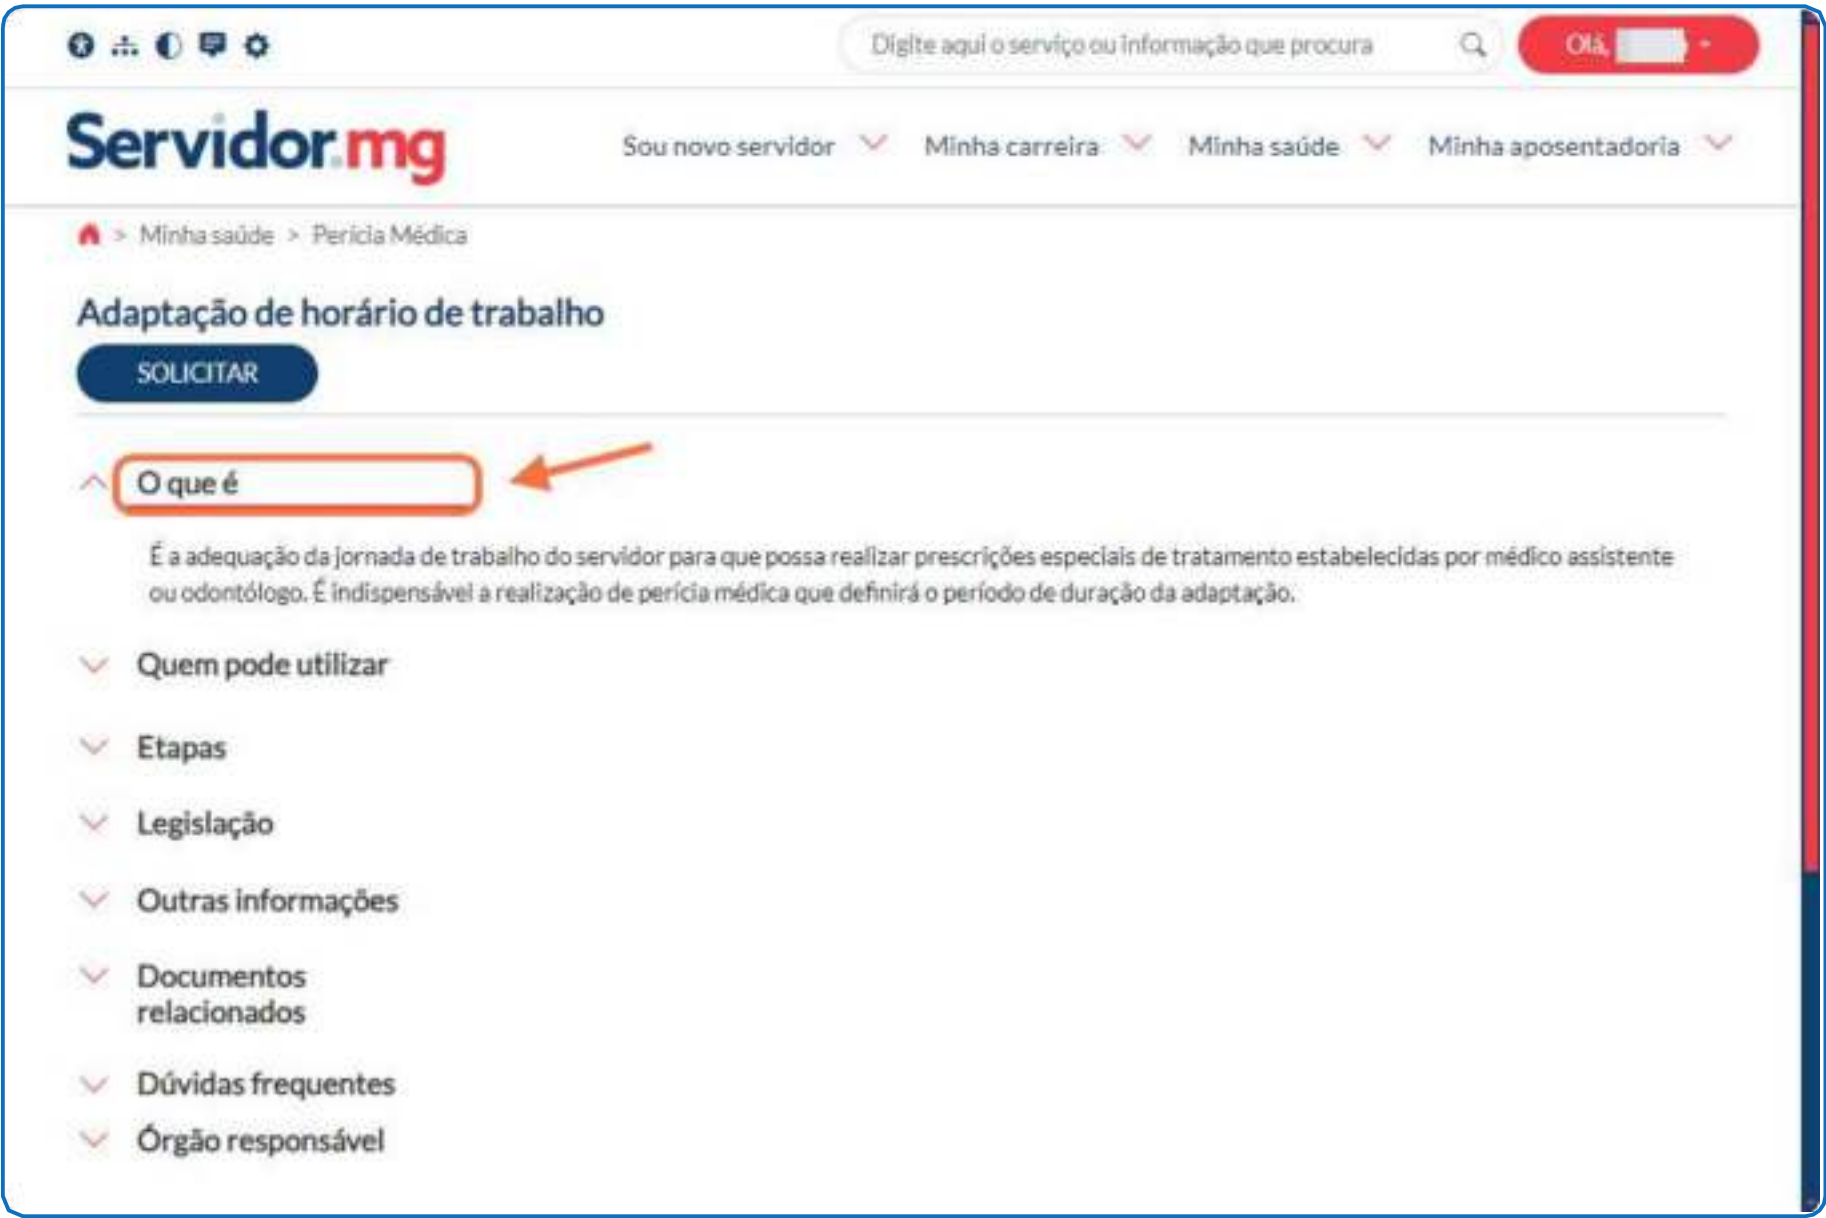 Digite aqui o serviço ou informação que procura
Olá,
Servidor.mg
Sou novo servidor
Minha carreira
Minha saúde
Minha aposentadoria
> Minha saúde > Perícia Médica
Adaptação de horário de trabalho
SOLICITAR
O que é
É a adequação da jornada de trabalho do servidor para que possa realizar prescrições especiais de tratamento estabelecidas por médico assistente
ou odontólogo. É indispensável a realização de perícia médica que definirá o período de duração da adaptação.
Quem pode utilizar
Etapas
Legislação
Outras informações
Documentos
relacionados
Dúvidas frequentes
Órgão responsável